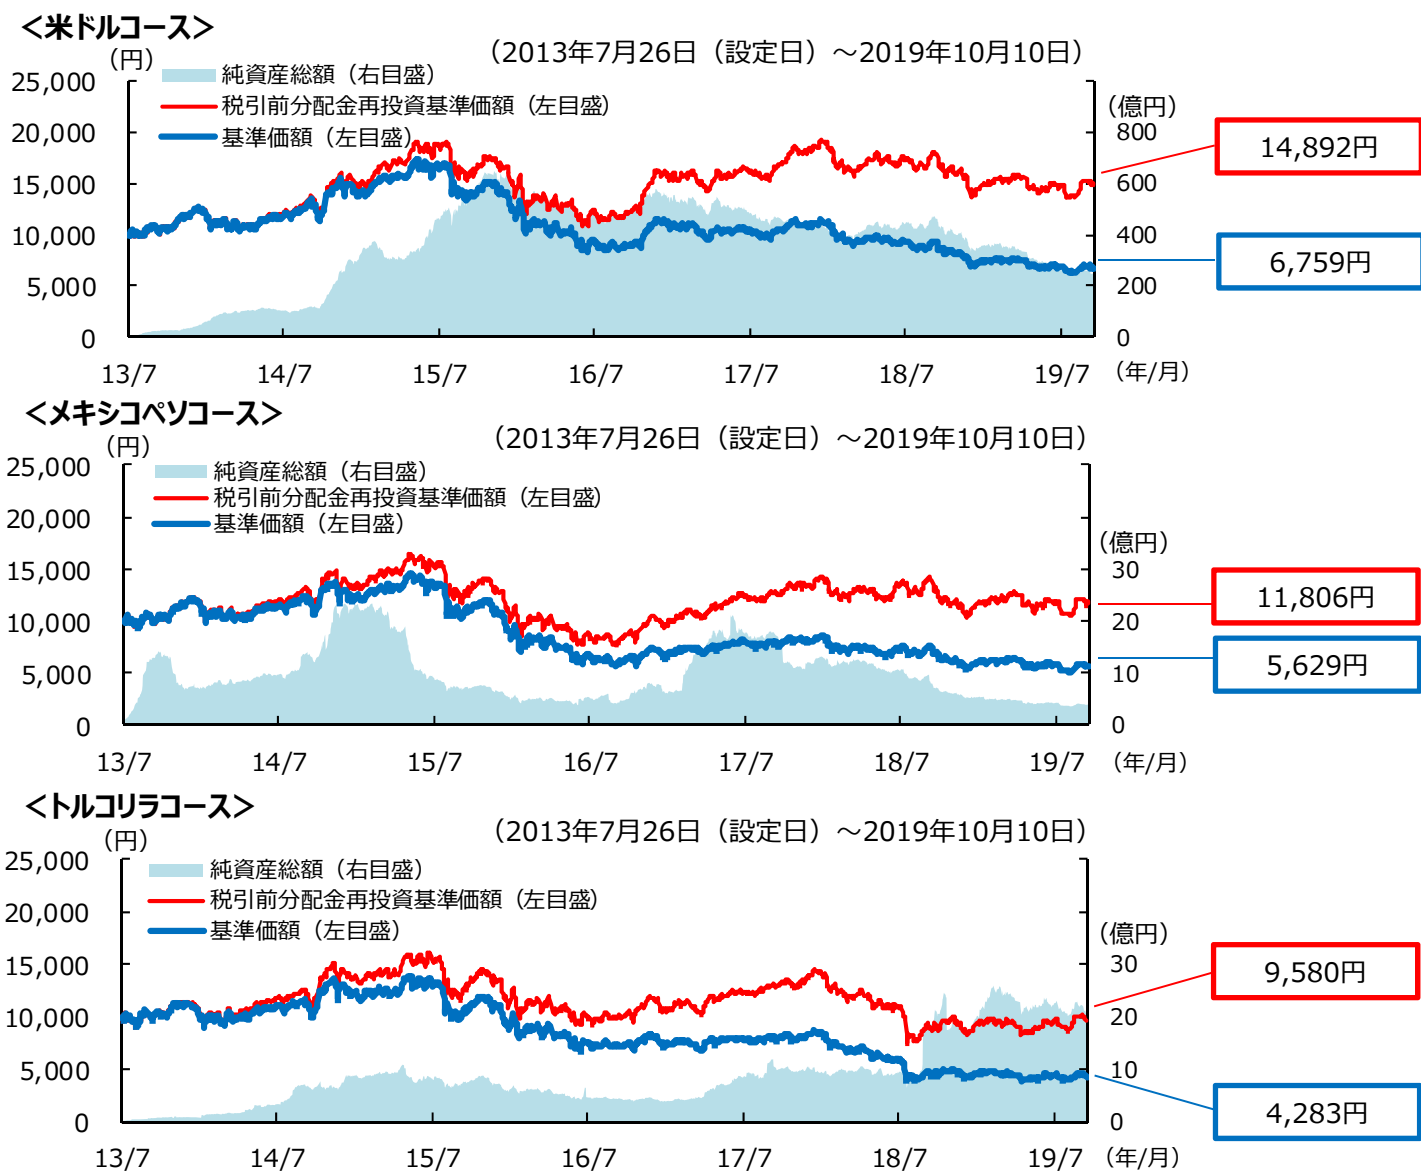 ＜米ドルコース＞
（円）
（2013年7月26日（設定日）～2019年10月10日）
純資産総額（右目盛）
税引前分配金再投資基準価額（左目盛）
基準価額（左目盛）
（億円）
25,000
20,000
15,000
10,000
5,000
0
800
600
400
200
0
14,892円
6,759円
13/7 14/7 15/7 16/7 17/7 18/7 19/7 （年/月）
＜メキシコペソコース＞
（円）
（2013年7月26日（設定日）～2019年10月10日）
純資産総額（右目盛）
税引前分配金再投資基準価額（左目盛）
基準価額（左目盛）
（億円）
25,000
20,000
15,000
10,000
5,000
0
30
20
10
0
11,806円
5,629円
13/7 14/7 15/7 16/7 17/7 18/7 19/7 （年/月）
＜トルコリラコース＞
（円）
（2013年7月26日（設定日）～2019年10月10日）
純資産総額（右目盛）
税引前分配金再投資基準価額（左目盛）
基準価額（左目盛）
（億円）
25,000
20,000
15,000
10,000
5,000
0
30
20
10
0
9,580円
4,283円
13/7 14/7 15/7 16/7 17/7 18/7 19/7 （年/月）